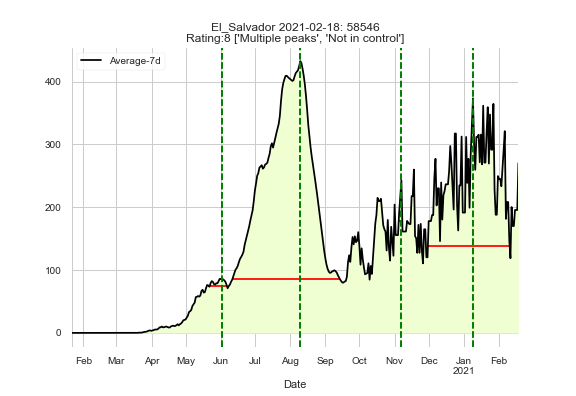 El_Salvador 2021-02-18: 58546
Rating:8 ['Multiple peaks', 'Not in control']
Average-7d
400
300
200
100
0
Feb Mar Apr May Jun Jul Aug Sep Oct Nov Dec Jan Feb
2021
Date